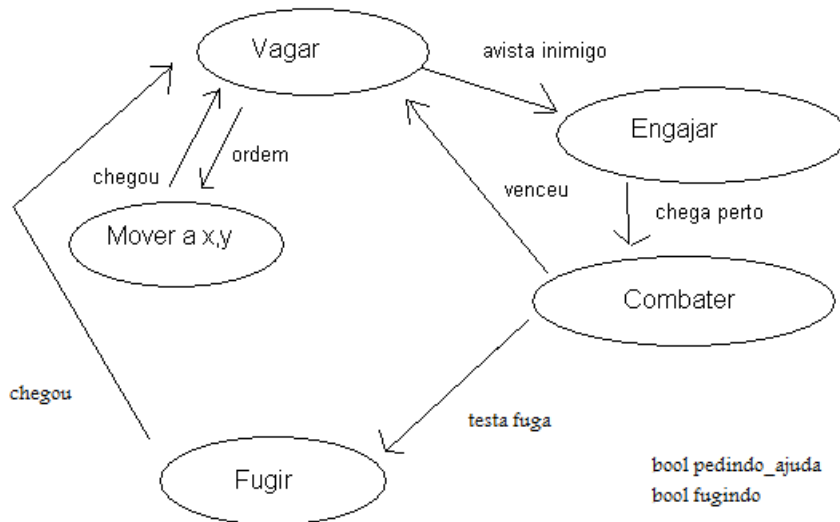 Vagar
avista inimigo
Engajar
ordem
chegou
venceu
chega perto
Mover a x,y
Combater
chegou
testa fuga
Fugir
bool pedindo_ajuda
bool fugindo